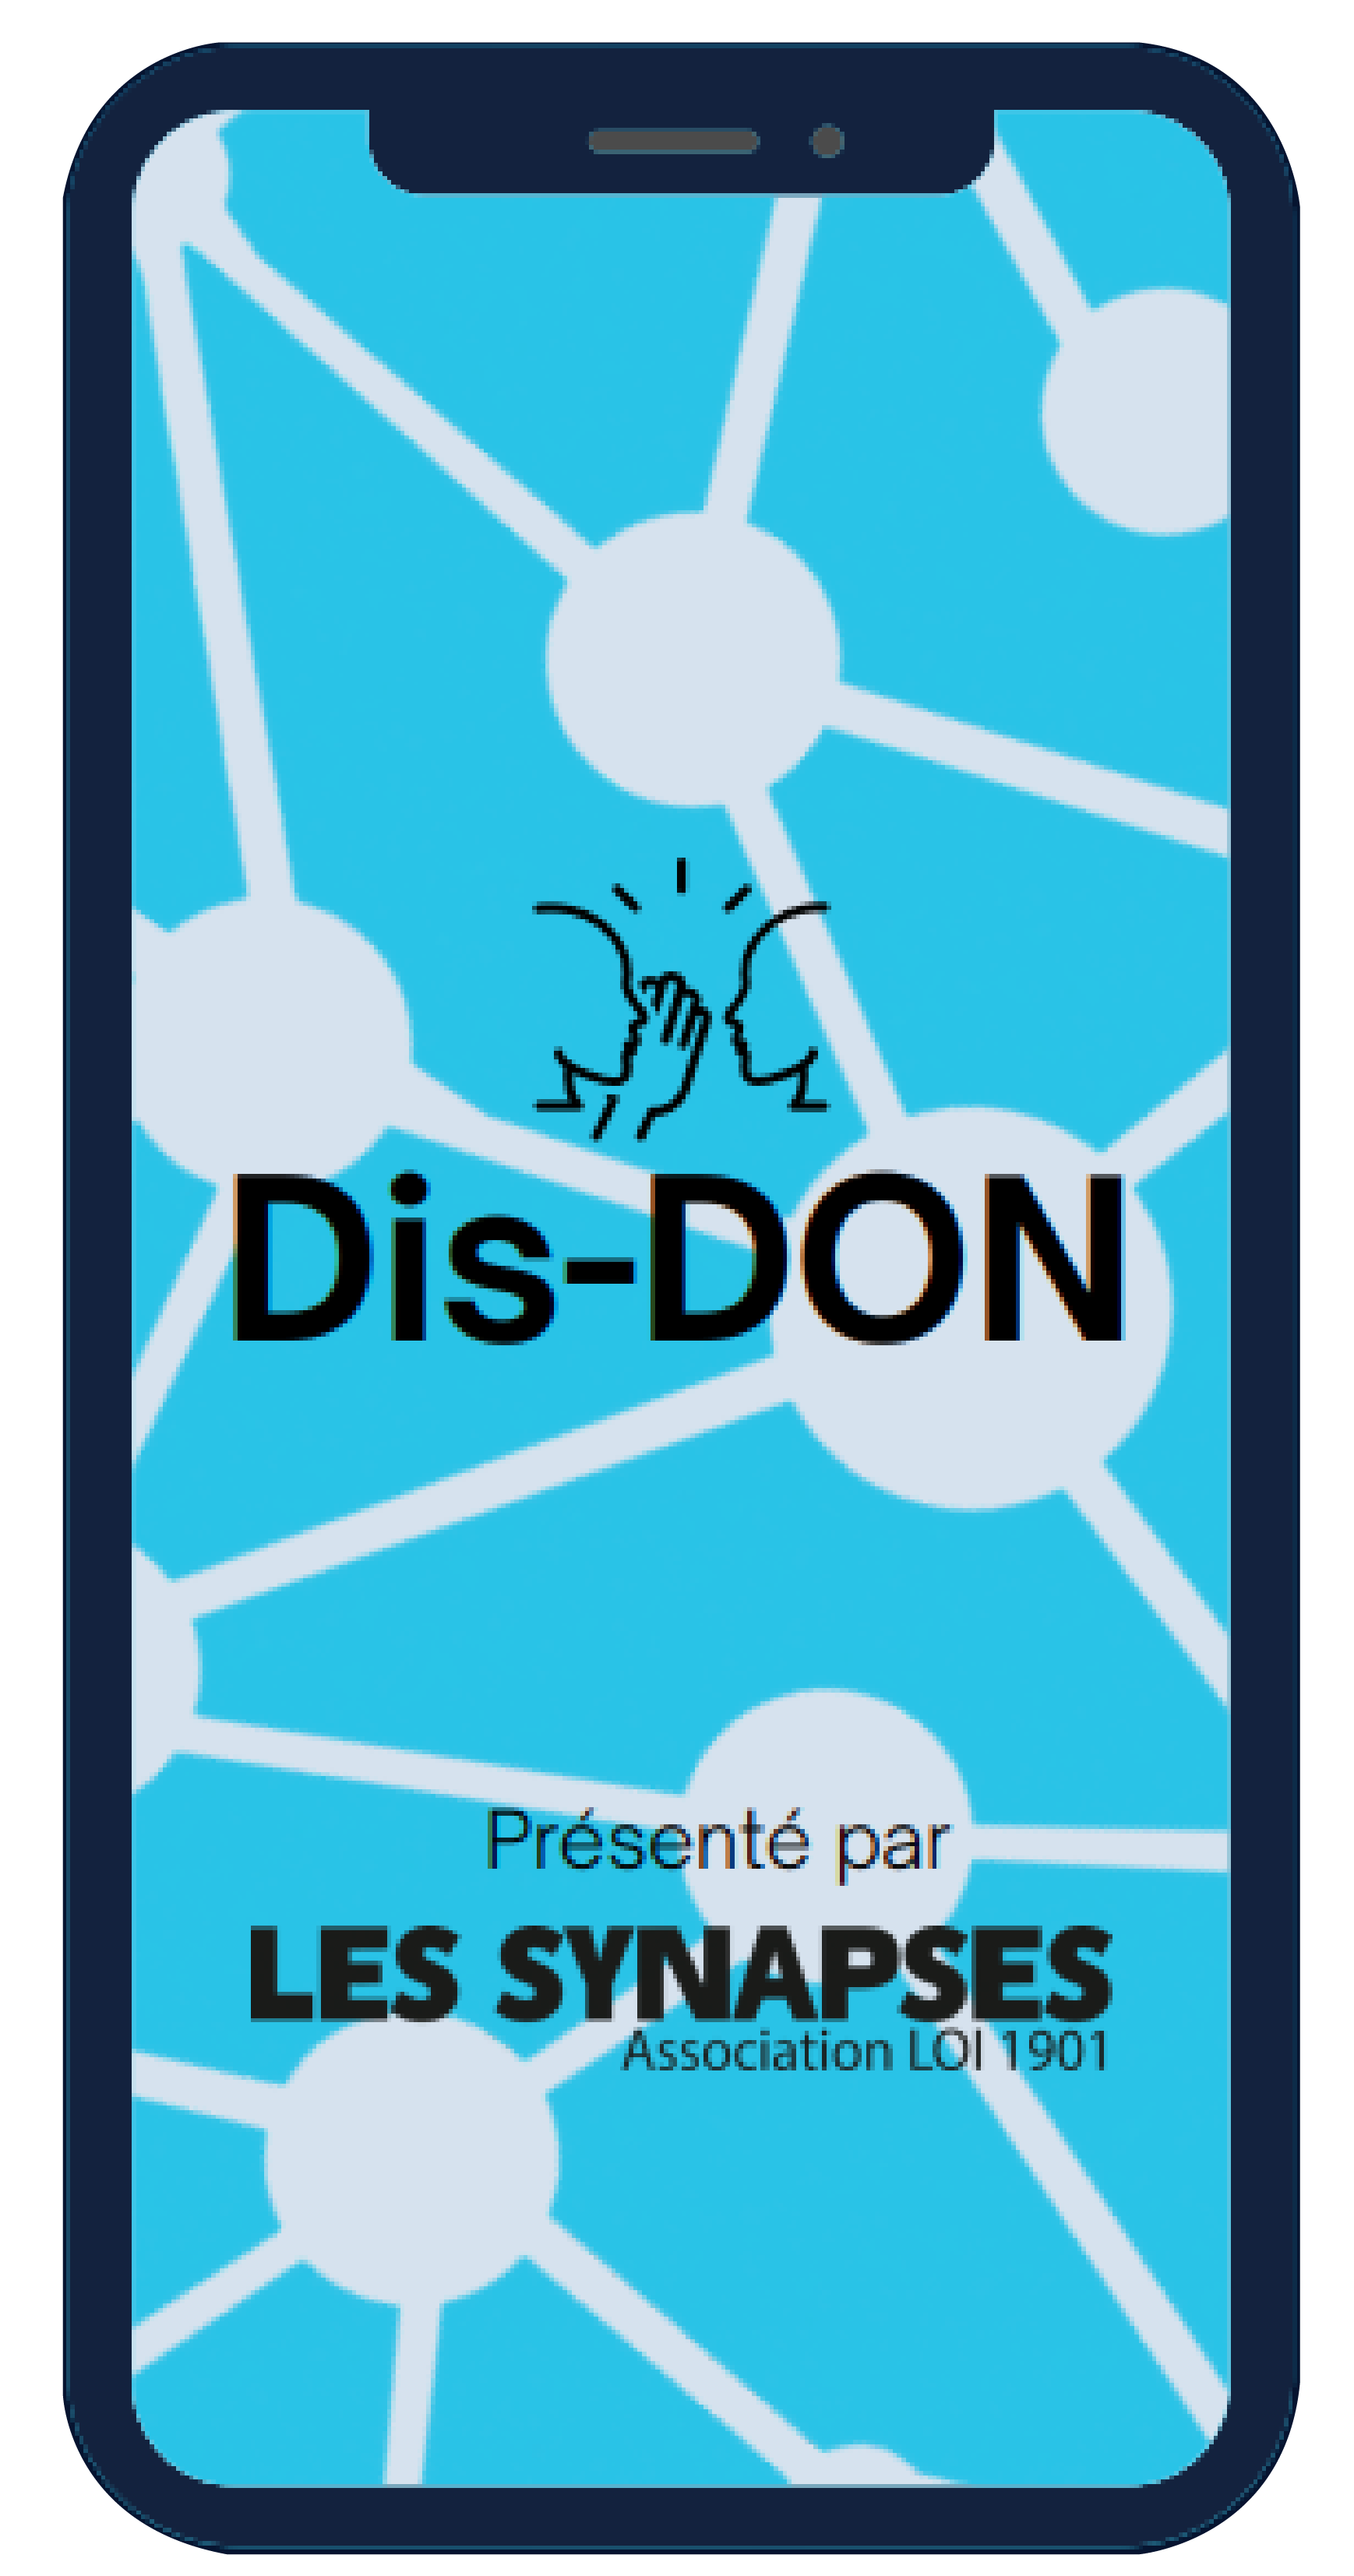 Dis-DON
Présenté par
LES SYNAPSES
Association LOI 1901